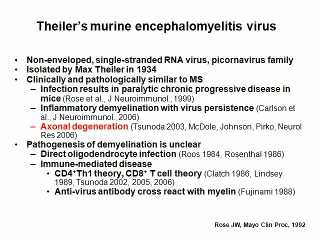 Theiler's murine encephalomyelitis virus
• Non-enveloped, single-stranded RNA virus, picornavirus family
• Isolated by Max Theiler in 1934
• Clinically and pathologically similar to MS
– Infection results in paralytic chronic progressive disease in
mice (Rose et al., J Neuroimmunol., 1999)
– Inflammatory demyelination with virus persistence (Carlson et
al., J Neuroimmunol., 2006)
– Axonal degeneration (Tsunoda 2003, McDole, Johnson, Pirko, Neurol
Res 2006)
• Pathogenesis of demyelination is unclear
– Direct oligodendrocyte infection (Roos 1984, Rosenthal 1986)
– Immune-mediated disease
• CD4+Th1 theory, CD8+ T cell theory (Clatch 1986, Lindsey
1989, Tsunoda 2002, 2005, 2006)
• Anti-virus antibody cross react with myelin (Fujinami 1988)
Rose JW, Mayo Clin Proc, 1992